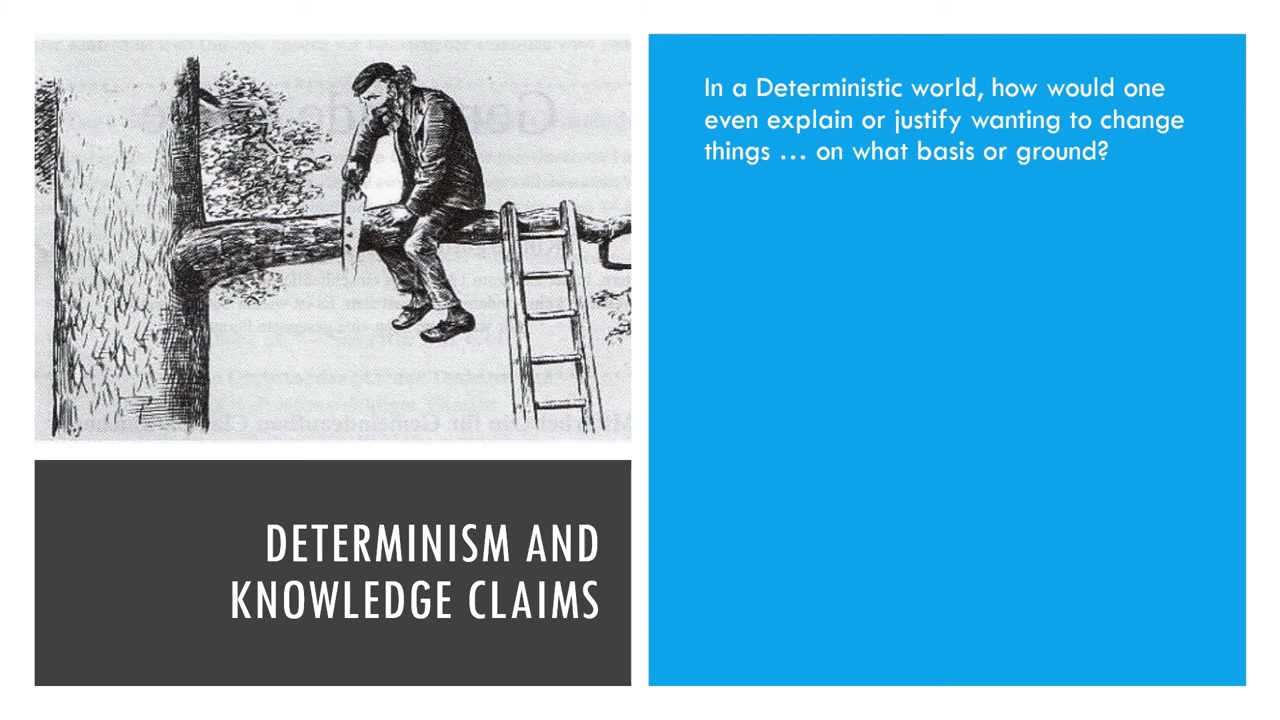 In a Deterministic world, how would one
even explain or justify wanting to change
things ... on what basis or ground?
DETERMINISM AND
KNOWLEDGE CLAIMS